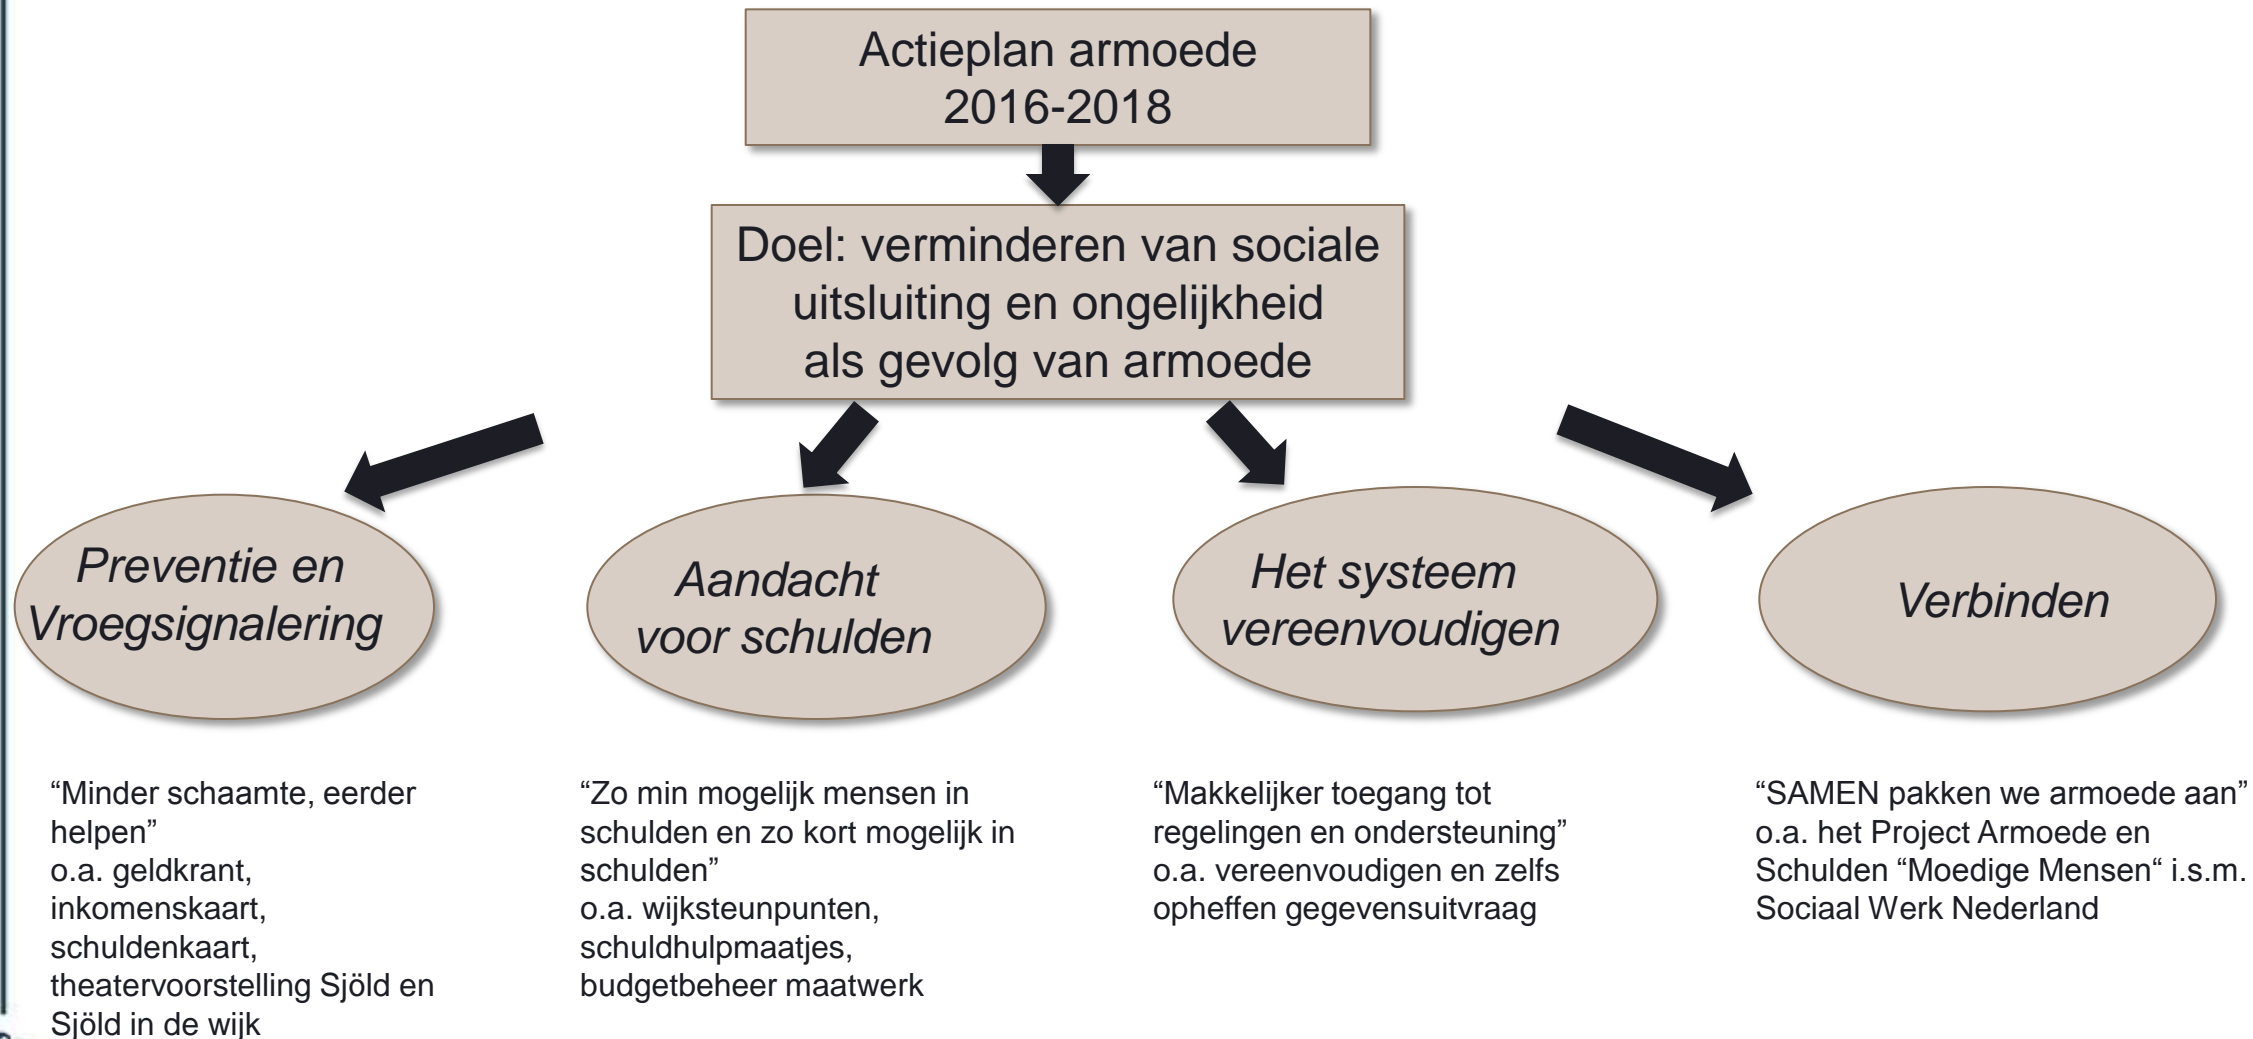 Actieplan armoede
2016-2018
Doel: verminderen van sociale
uitsluiting en ongelijkheid
als gevolg van armoede
Preventie en
Vroegsignalering
Aandacht
voor schulden
Het systeem
vereenvoudigen
Verbinden
“Minder schaamte, eerder
helpen”
o.a. geldkrant,
inkomenskaart,
schuldenkaart,
theatervoorstelling Sjöld en
Sjöld in de wijk
“Zo min mogelijk mensen in
schulden en zo kort mogelijk in
schulden”
o.a. wijksteunpunten,
schuldhulpmaatjes,
budgetbeheer maatwerk
“Makkelijker toegang tot
regelingen en ondersteuning”
o.a. vereenvoudigen en zelfs
opheffen gegevensuitvraag
“SAMEN pakken we armoede aan”
o.a. het Project Armoede en
Schulden “Moedige Mensen“ i.s.m.
Sociaal Werk Nederland